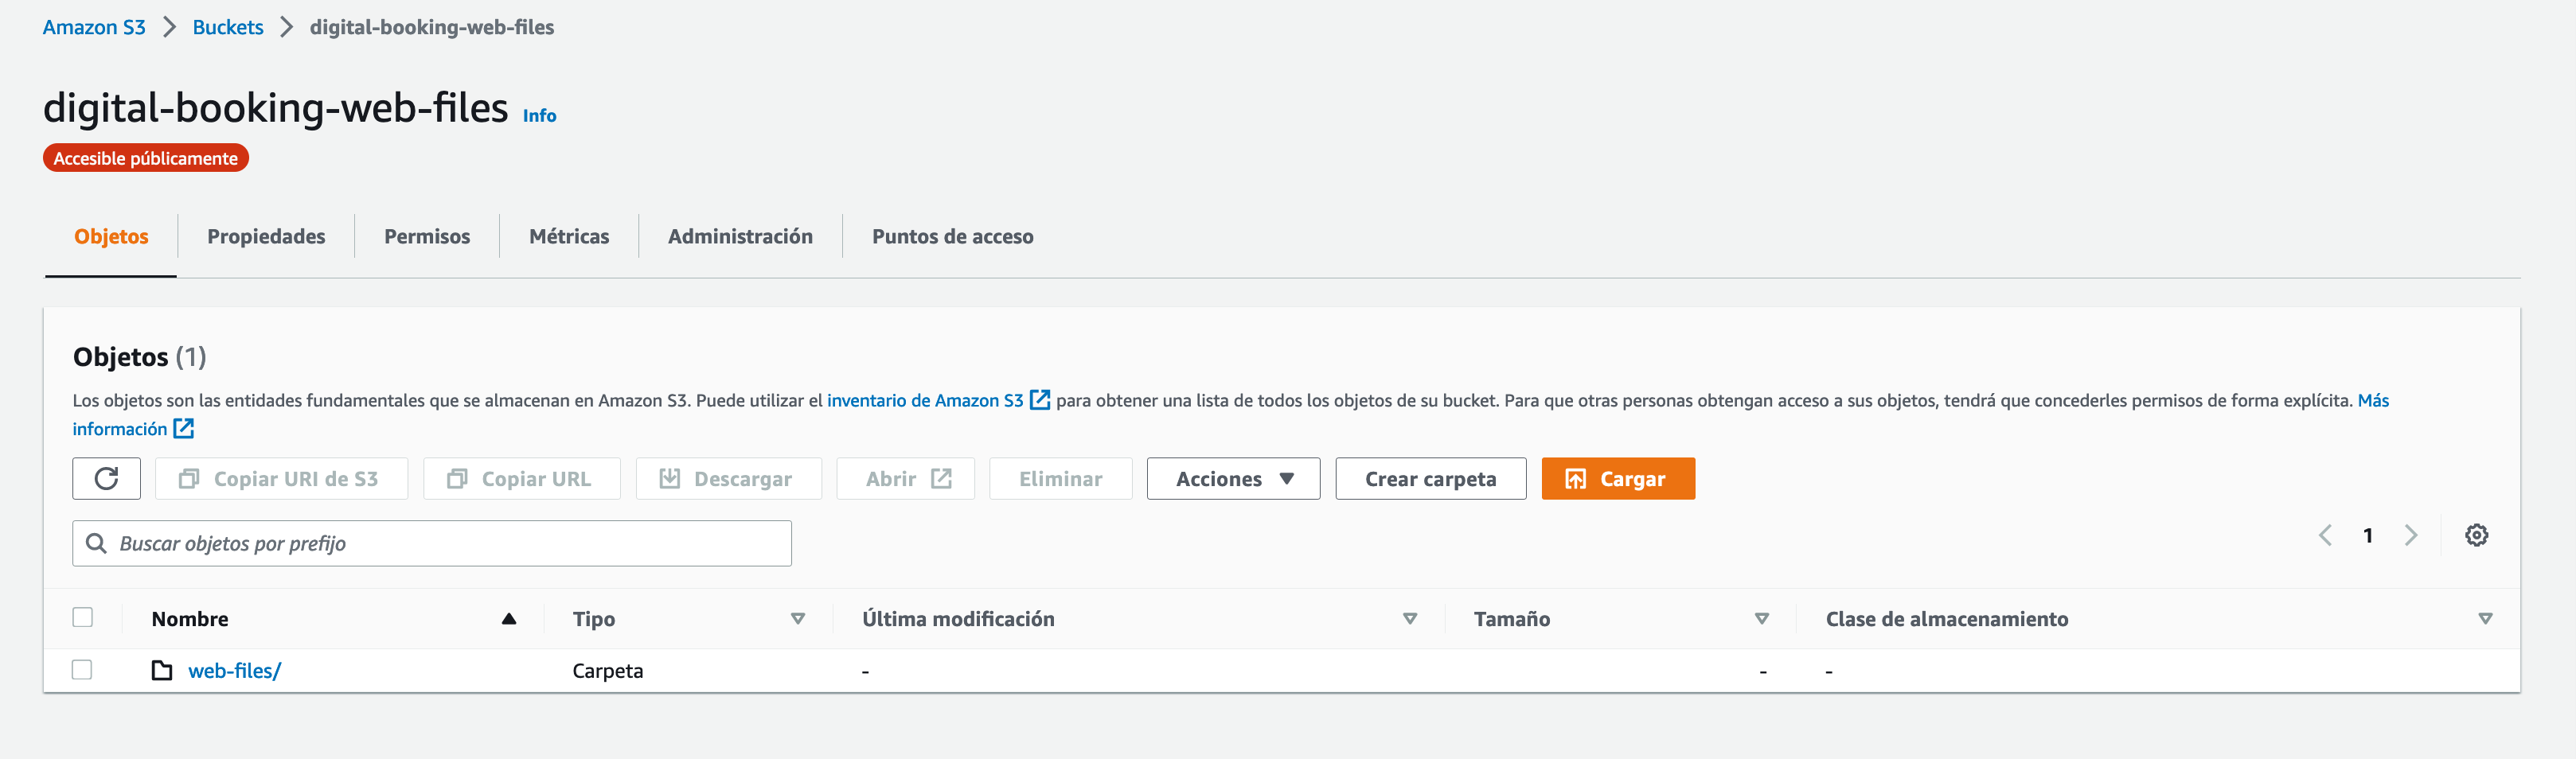 Amazon S3 > Buckets > digital-booking-web-files
digital-booking-web-files Info
Accesible públicamente
Objetos Propiedades Permisos Métricas Administración Puntos de acceso
Objetos (1)
Los objetos son las entidades fundamentales que se almacenan en Amazon S3. Puede utilizar el inventario de Amazon S3 para obtener una lista de todos los objetos de su bucket. Para que otras personas obtengan acceso a sus objetos, tendrá que concederles permisos de forma explícita. Más
información
Copiar URI de S3 Copiar URL Descargar Abrir Eliminar Acciones Crear carpeta Cargar
Buscar objetos por prefijo
1
Nombre Tipo Última modificación Tamaño Clase de almacenamiento
web-files/ Carpeta - - -